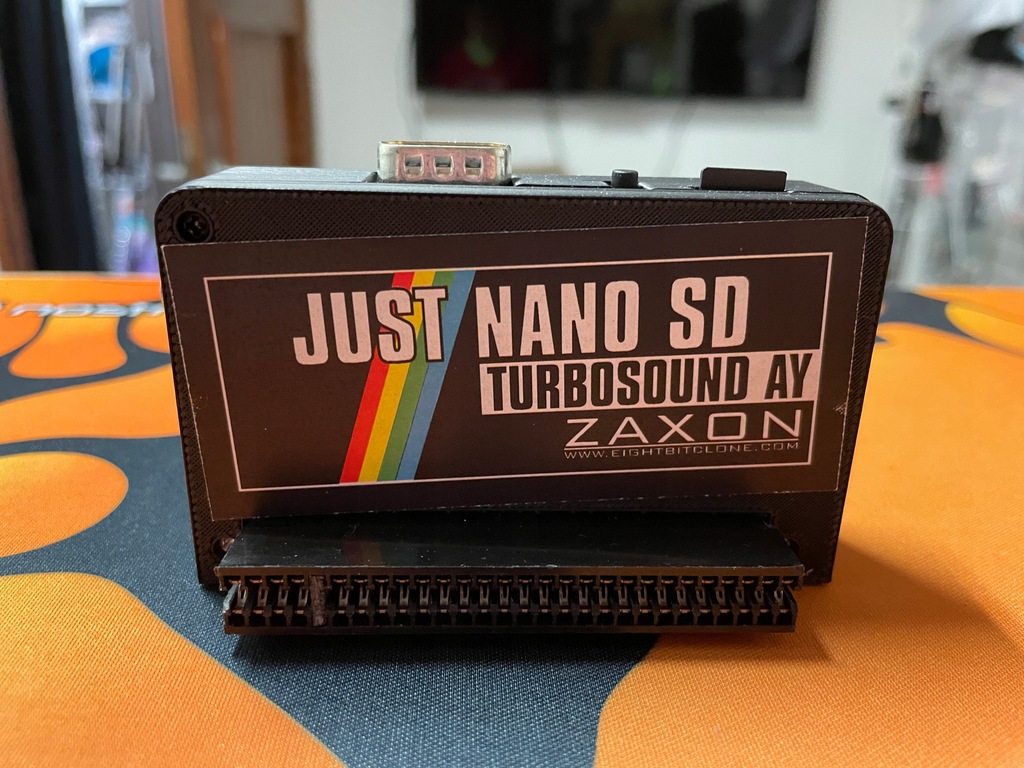 JUST NANO SD
TURBOSOUND AY
ZAXON
WWW.EIGHTBITCLONE.COM